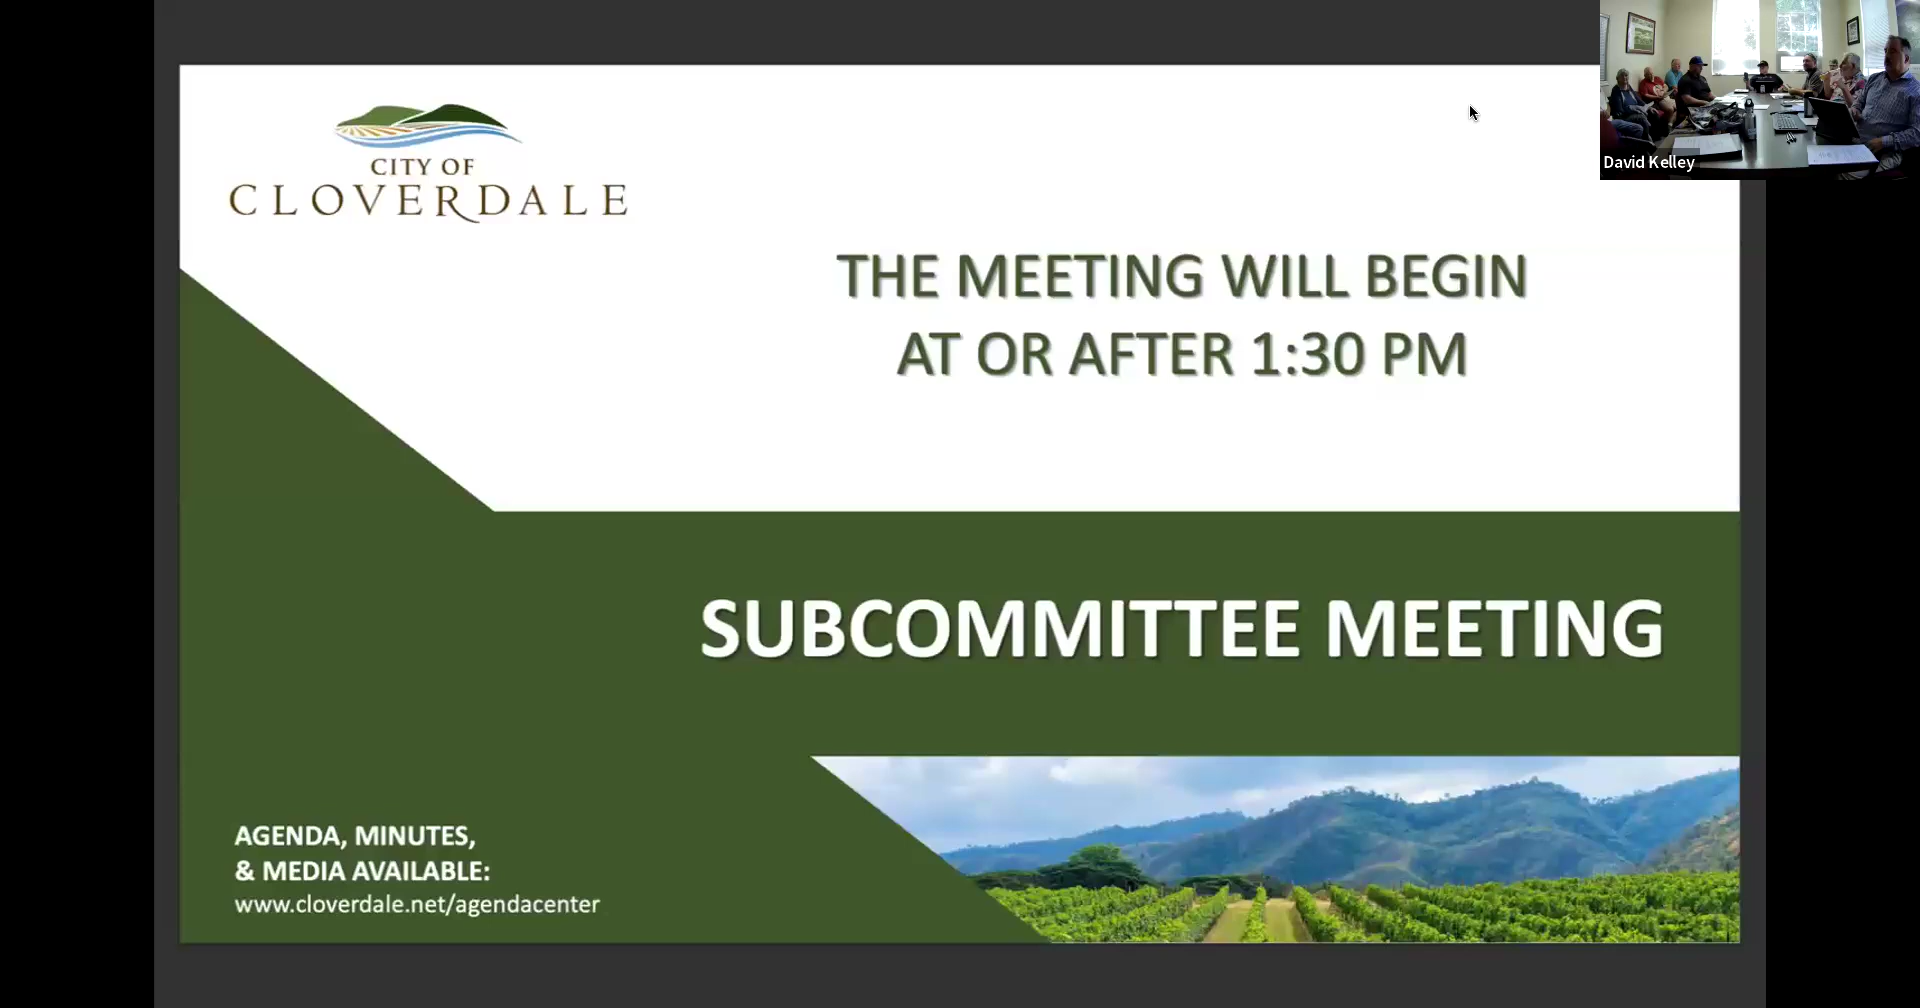 CITY OF
CLOVERDALE
THE MEETING WILL BEGIN
AT OR AFTER 1:30 PM
David Kelley
SUBCOMMITTEE MEETING
AGENDA, MINUTES,
& MEDIA AVAILABLE:
www.cloverdale.net/agendacenter